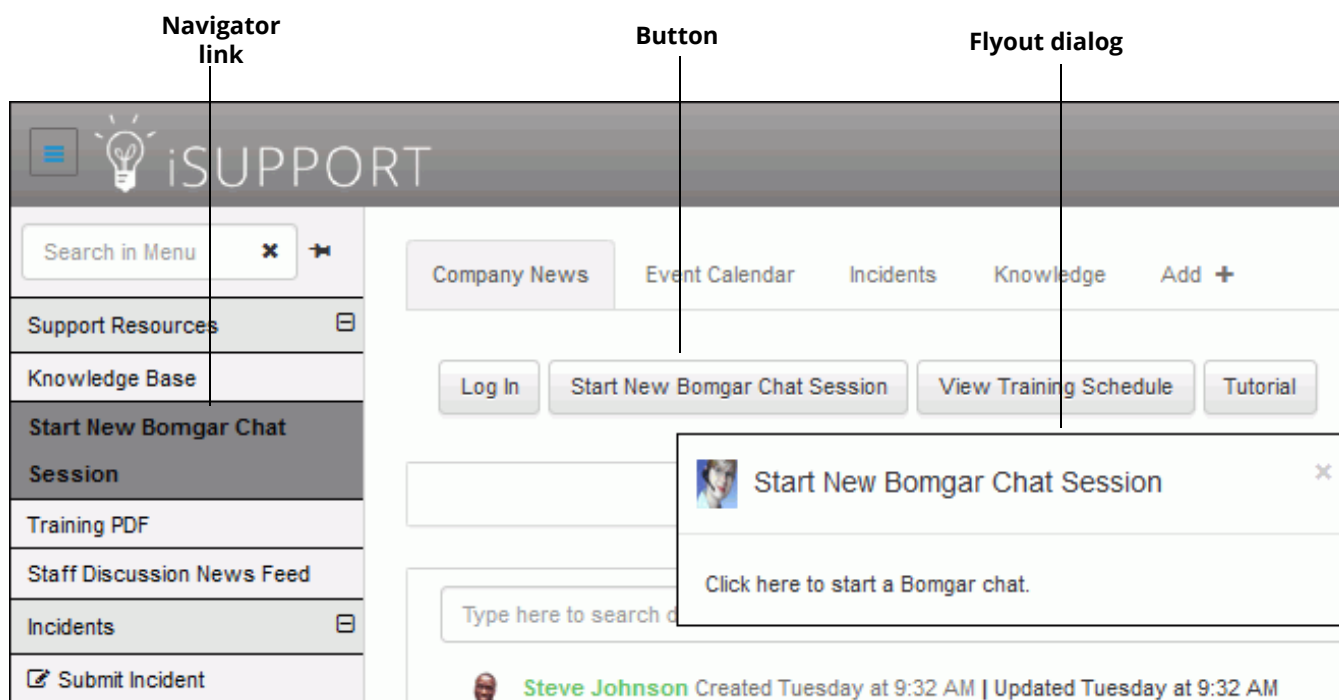 Navigator
link
Button
Flyout dialog
iSUPPORT
Search in Menu
Support Resources
Knowledge Base
Start New Bomgar Chat
Session
Training PDF
Staff Discussion News Feed
Incidents
Submit Incident
Company News
Event Calendar
Incidents
Knowledge
Add +
Log In
Start New Bomgar Chat Session
View Training Schedule
Tutorial
Start New Bomgar Chat Session
Click here to start a Bomgar chat.
Type here to search d
Steve Johnson Created Tuesday at 9:32 AM | Updated Tuesday at 9:32 AM